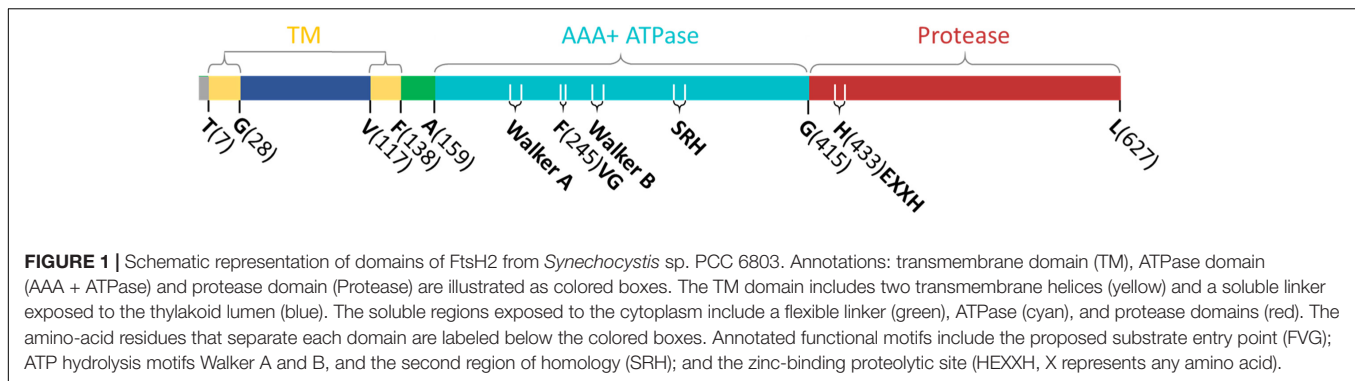 TM AAA+ ATPase Protease
T(7) G(28) V(117) F(138) A(159) Walker A F(245)VG Walker B SRH G(415) H(433)EXXH L(627)
FIGURE 1 | Schematic representation of domains of FtsH2 from Synechocystis sp. PCC 6803. Annotations: transmembrane domain (TM), ATPase domain
(AAA + ATPase) and protease domain (Protease) are illustrated as colored boxes. The TM domain includes two transmembrane helices (yellow) and a soluble linker
exposed to the thylakoid lumen (blue). The soluble regions exposed to the cytoplasm include a flexible linker (green), ATPase (cyan), and protease domains (red). The
amino-acid residues that separate each domain are labeled below the colored boxes. Annotated functional motifs include the proposed substrate entry point (FVG);
ATP hydrolysis motifs Walker A and B, and the second region of homology (SRH); and the zinc-binding proteolytic site (HEXXH, X represents any amino acid).